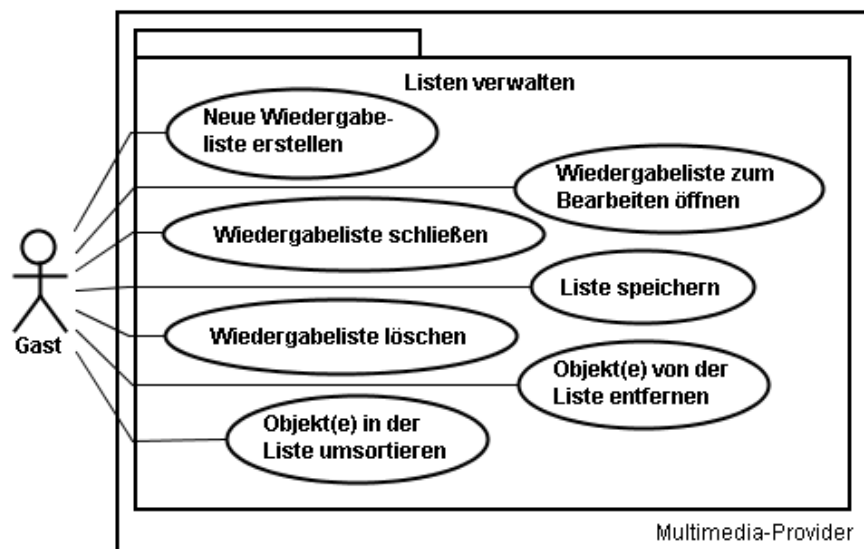 Listen verwalten
Neue Wiedergabe-
liste erstellen
Wiedergabeliste zum
Bearbeiten öffnen
Wiedergabeliste schließen
Liste speichern
Gast
Wiedergabeliste löschen
Objekt(e) von der
Liste entfernen
Objekt(e) in der
Liste umsortieren
Multimedia-Provider